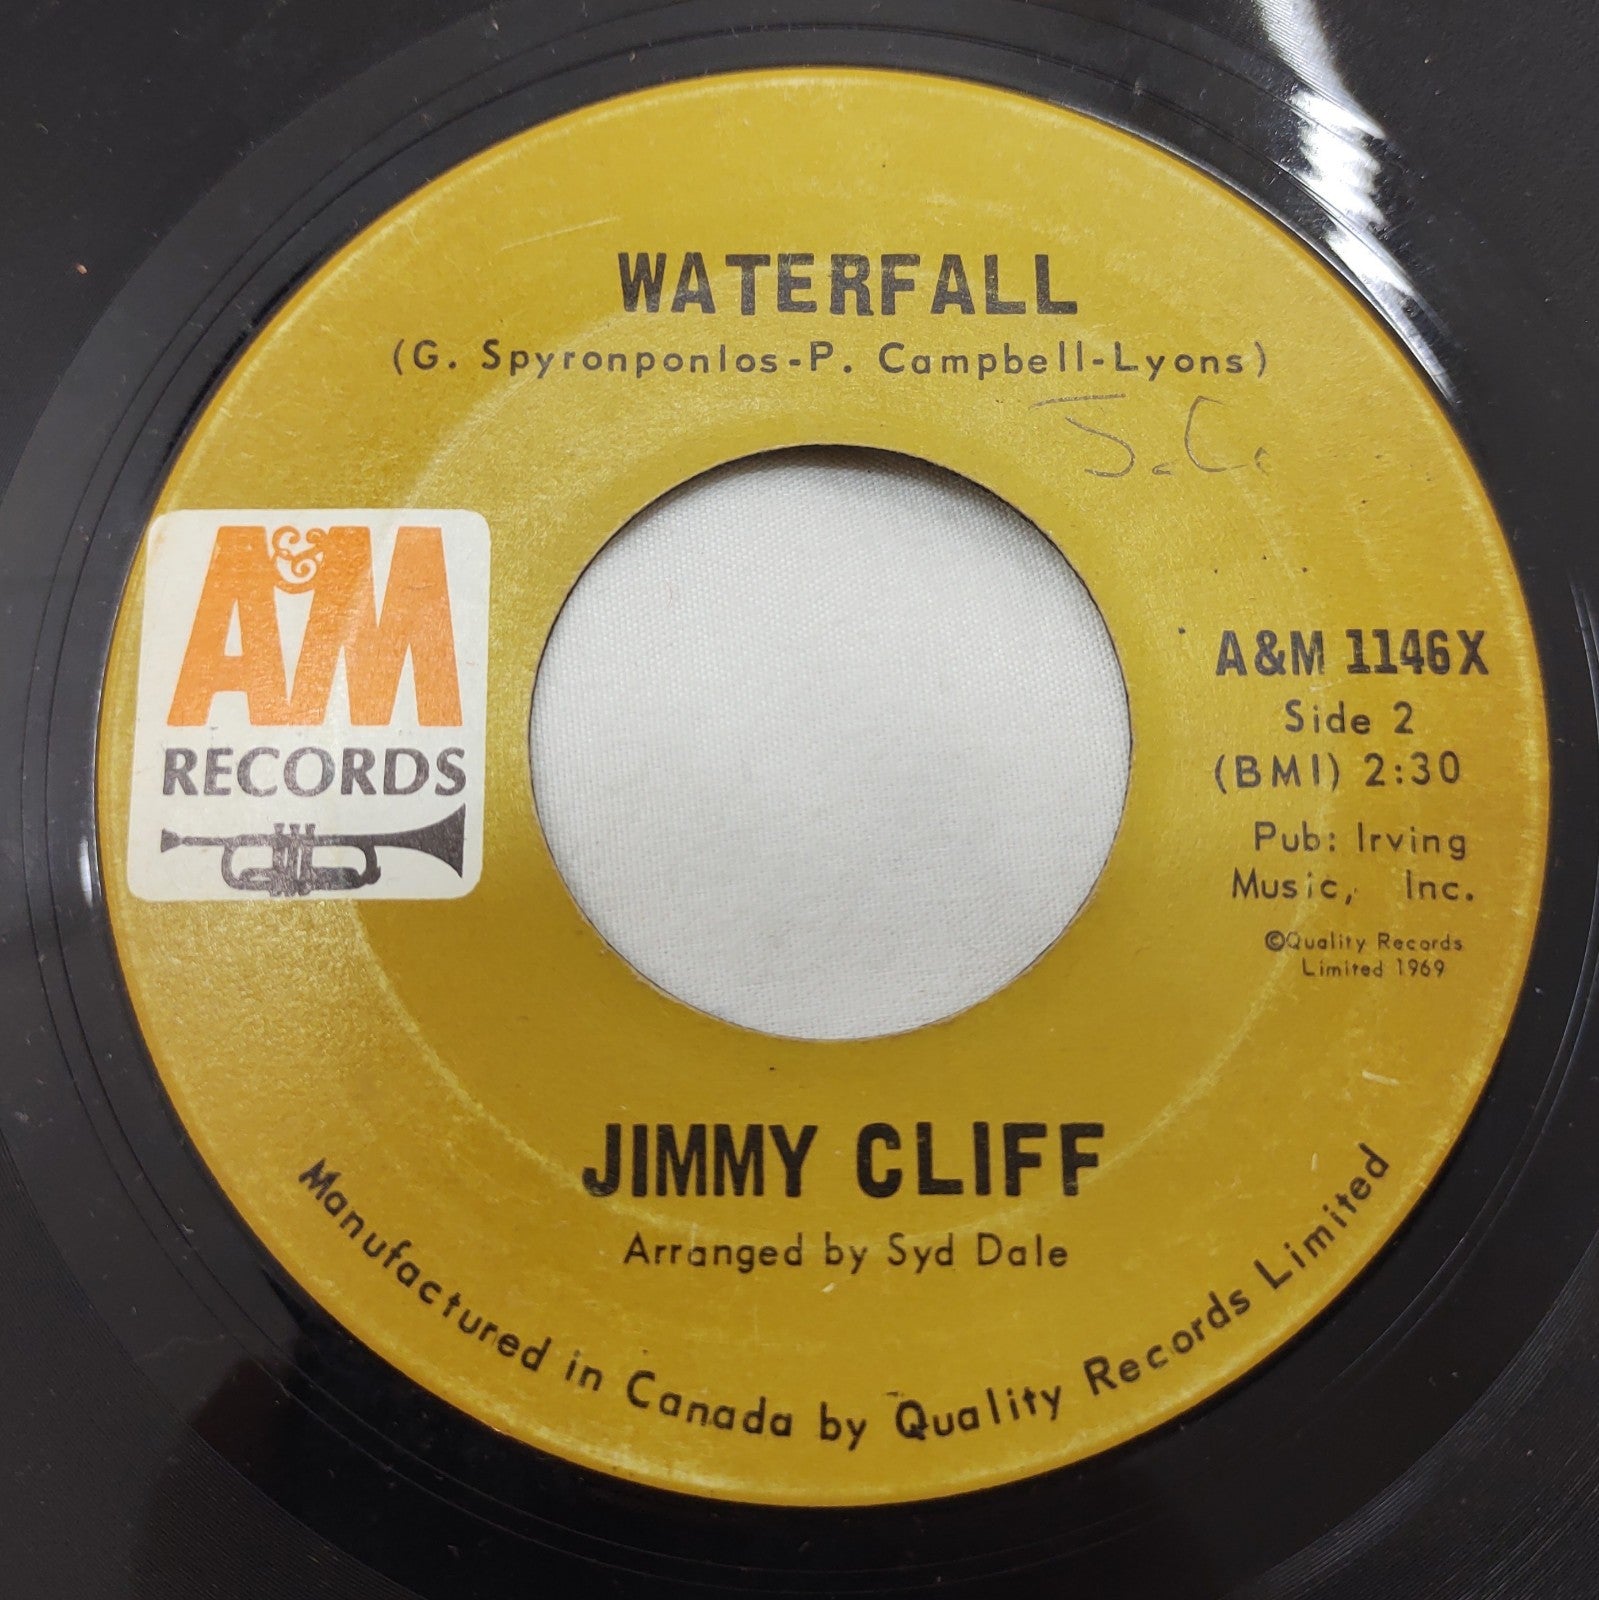 WATERFALL
(G. Spyronponlos-P. Campbell-Lyons)
J.C.
A&M
RECORDS
A&M 1146X
Side 2
(BMI) 2:30
Pub: Irving
Music, Inc.
©Quality Records
Limited 1969
JIMMY CLIFF
Arranged by Syd Dale
Manufactured in Canada by Quality Records Limited